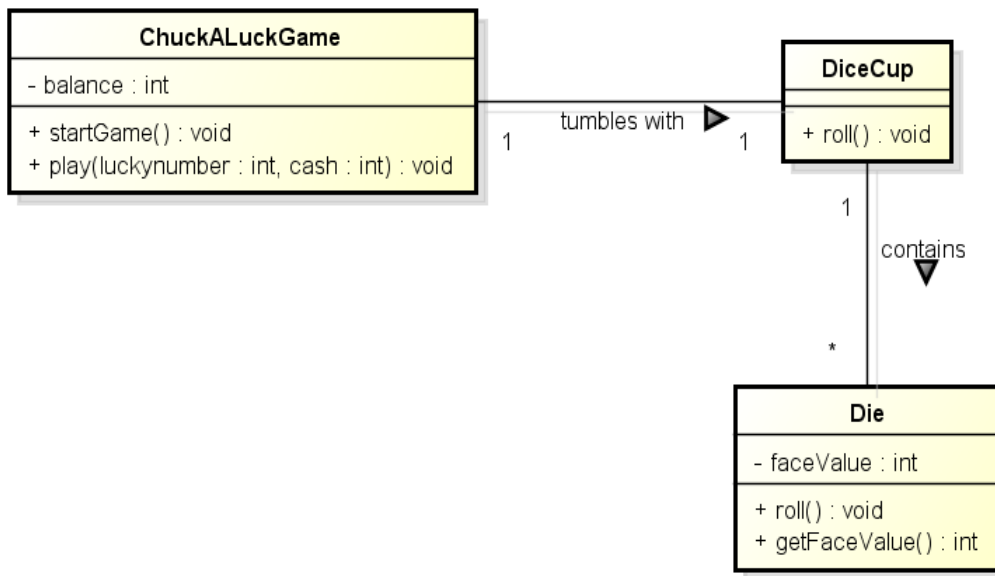 ChuckALuckGame
- balance : int
+ startGame() : void
+ play(luckynumber : int, cash : int) : void
tumbles with
1
1
DiceCup
+ roll() : void
1
contains
*
Die
- faceValue : int
+ roll() : void
+ getFaceValue() : int